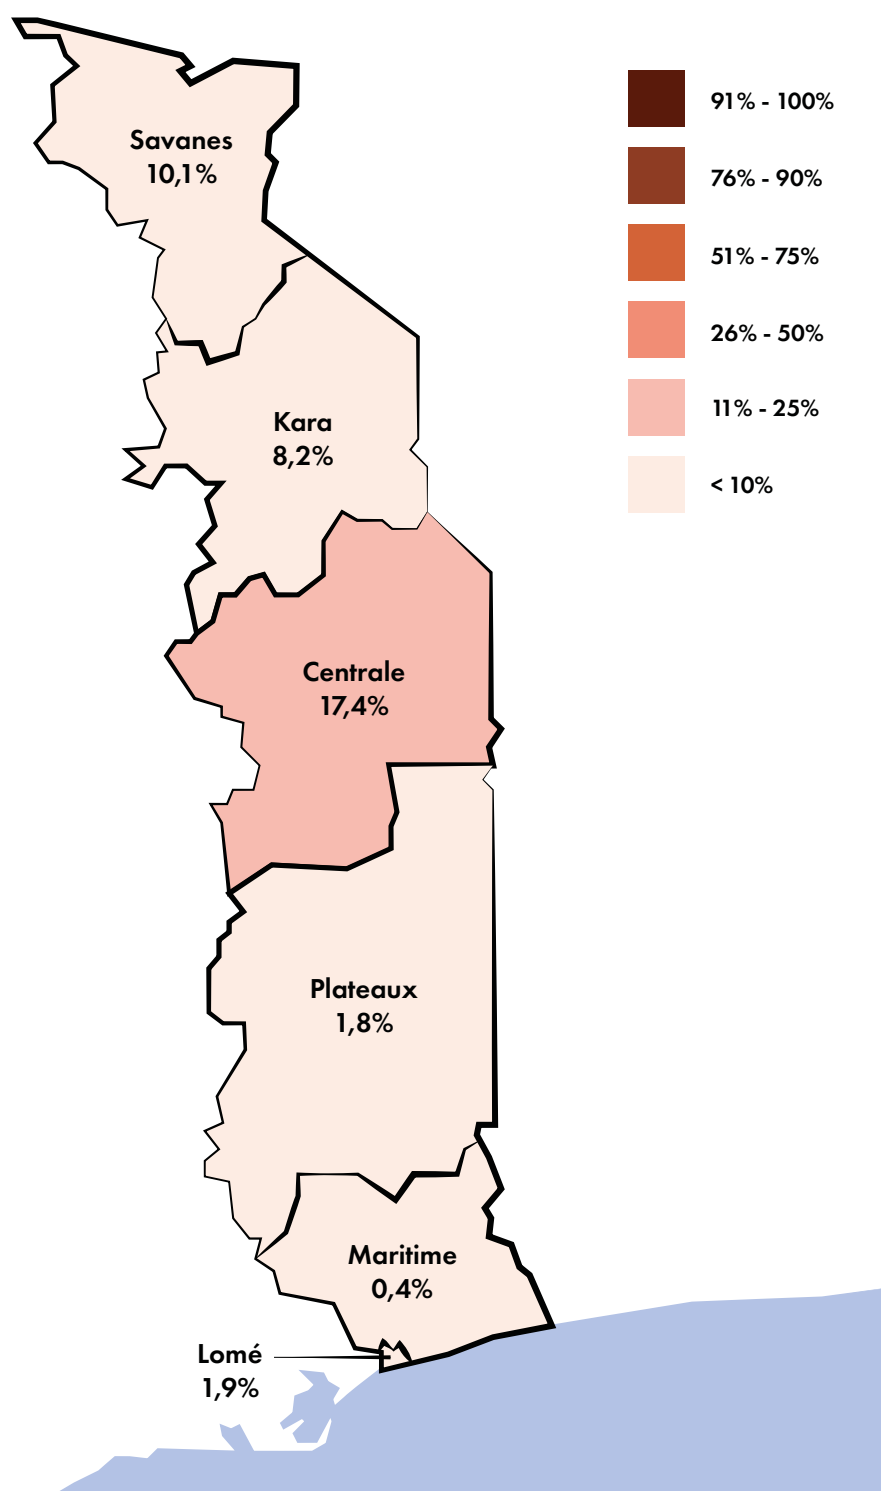 Savanes
10,1%
Kara
8,2%
Centrale
17,4%
Plateaux
1,8%
Maritime
0,4%
Lomé
1,9%
91% - 100%
76% - 90%
51% - 75%
26% - 50%
11% - 25%
< 10%